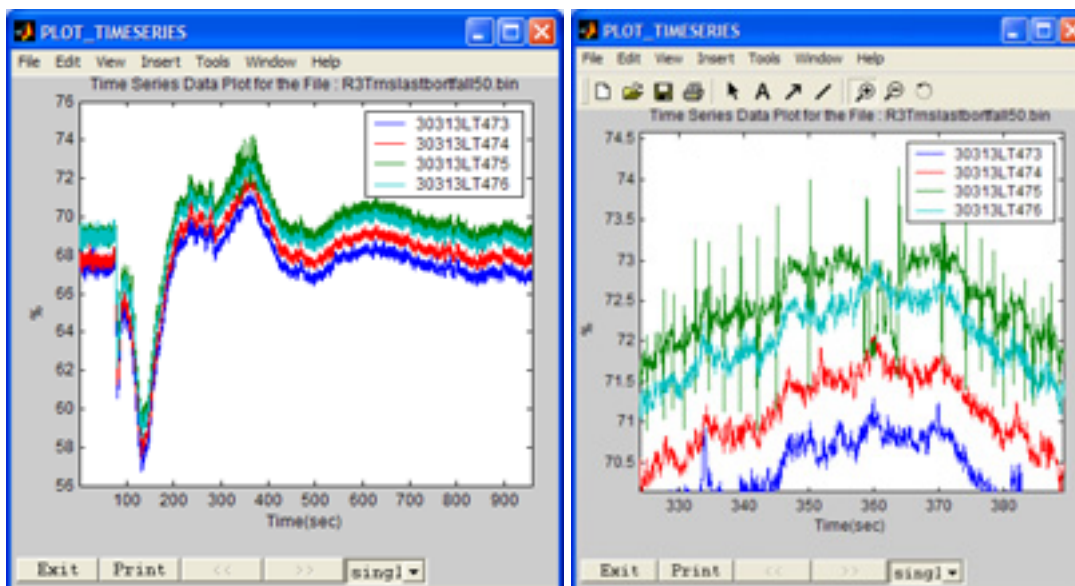 PLOT_TIMESERIES
File Edit View Insert Tools Window Help
Time Series Data Plot for the File : R3Trnslastbortfall50.bin
76
74
72
70
68
66
64
62
60
58
56
%
30313LT473
30313LT474
30313LT475
30313LT476
100 200 300 400 500 600 700 800 900
Time(sec)
Exit Print << >> singl
PLOT_TIMESERIES
File Edit View Insert Tools Window Help
A
Time Series Data Plot for the File : R3Trnslastbortfall50.bin
74.5
74
73.5
73
72.5
72
71.5
71
70.5
%
30313LT473
30313LT474
30313LT475
30313LT476
330 340 350 360 370 380
Time(sec)
Exit Print << >> singl